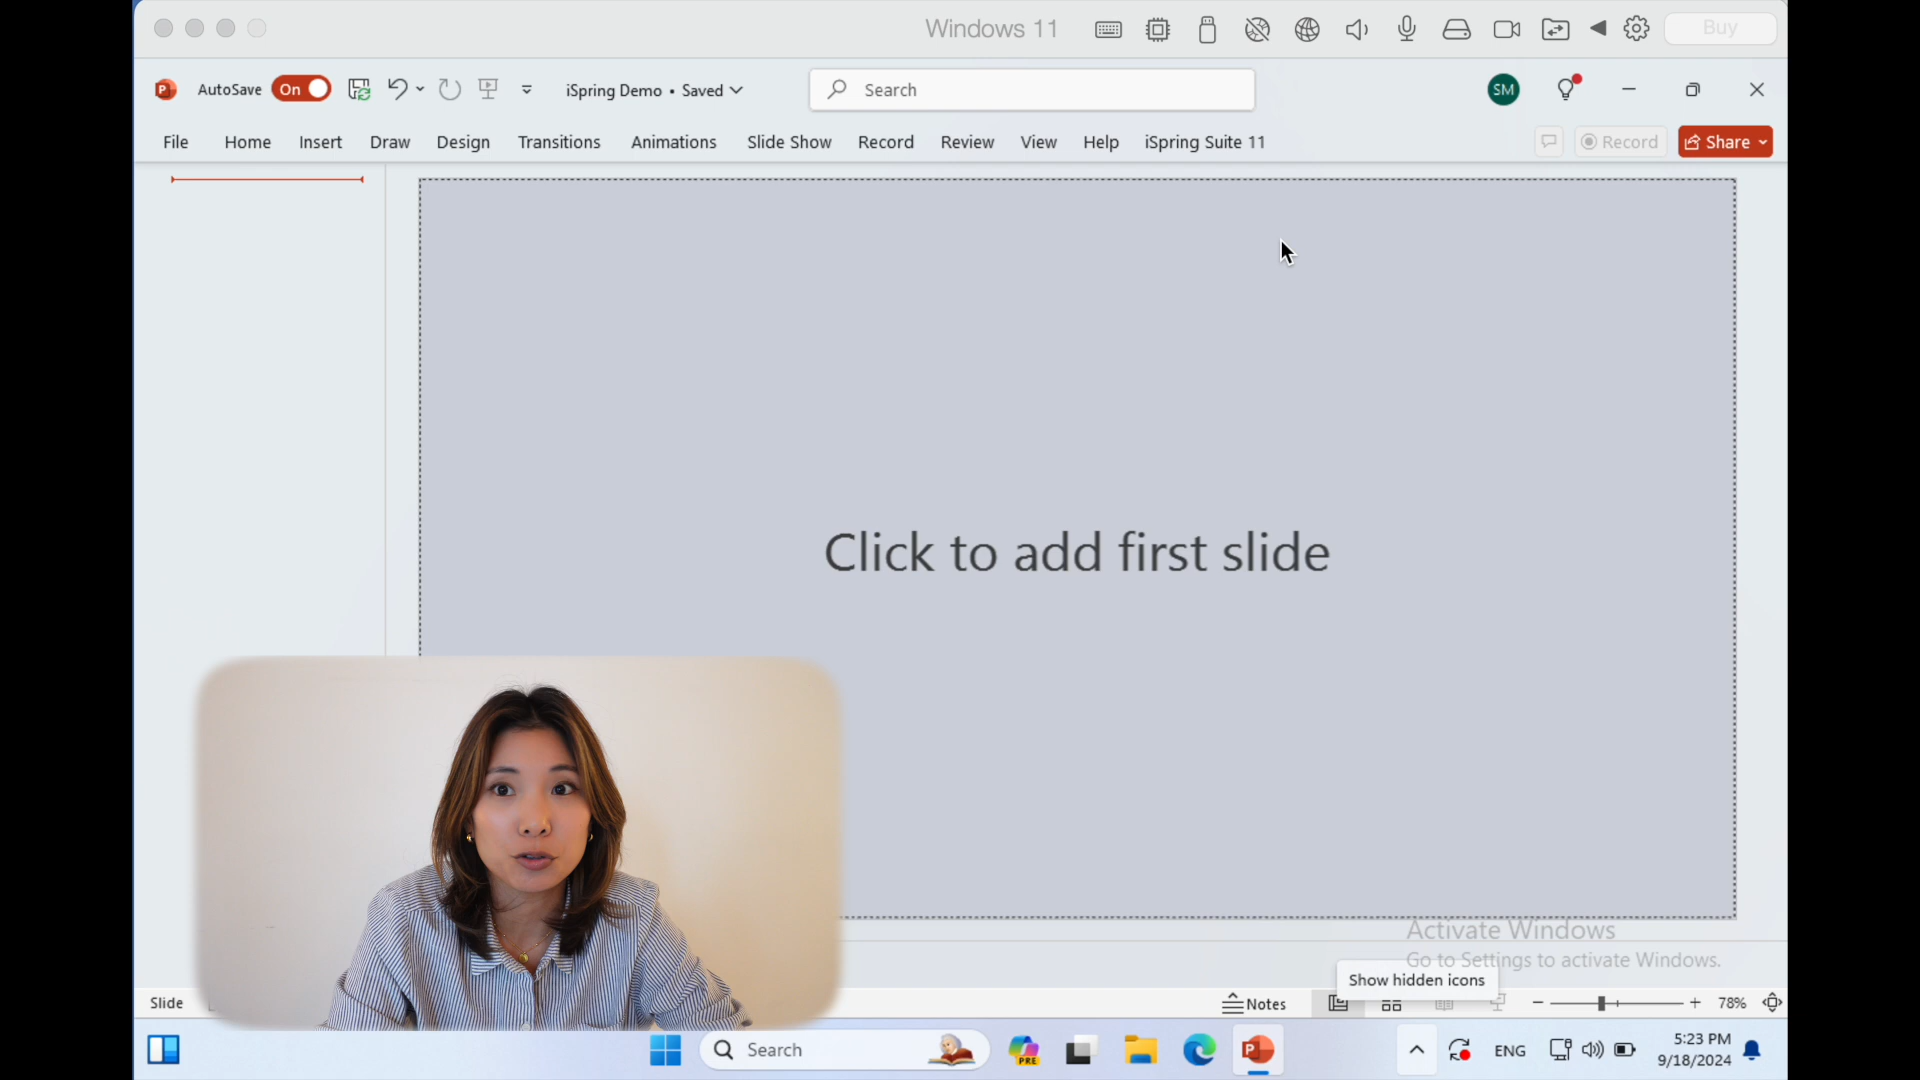 Windows 11
Buy
AutoSave On
iSpring Demo • Saved
Search
SM
File Home Insert Draw Design Transitions Animations Slide Show Record Review View Help iSpring Suite 11
Record
Share
Click to add first slide
Activate Windows
Go to Settings to activate Windows.
Show hidden icons
Slide
Notes
78%
Search
PRE
ENG
5:23 PM
9/18/2024